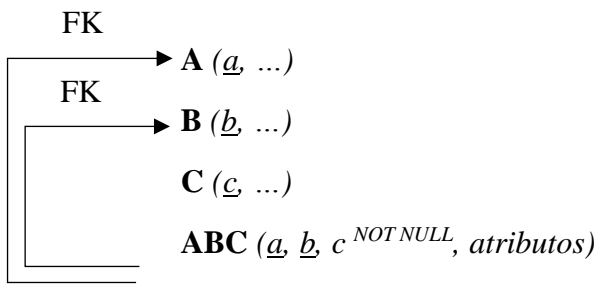 FK
A (a, ...)
FK
B (b, ...)
C (c, ...)
ABC (a, b, c NOT NULL, atributos)